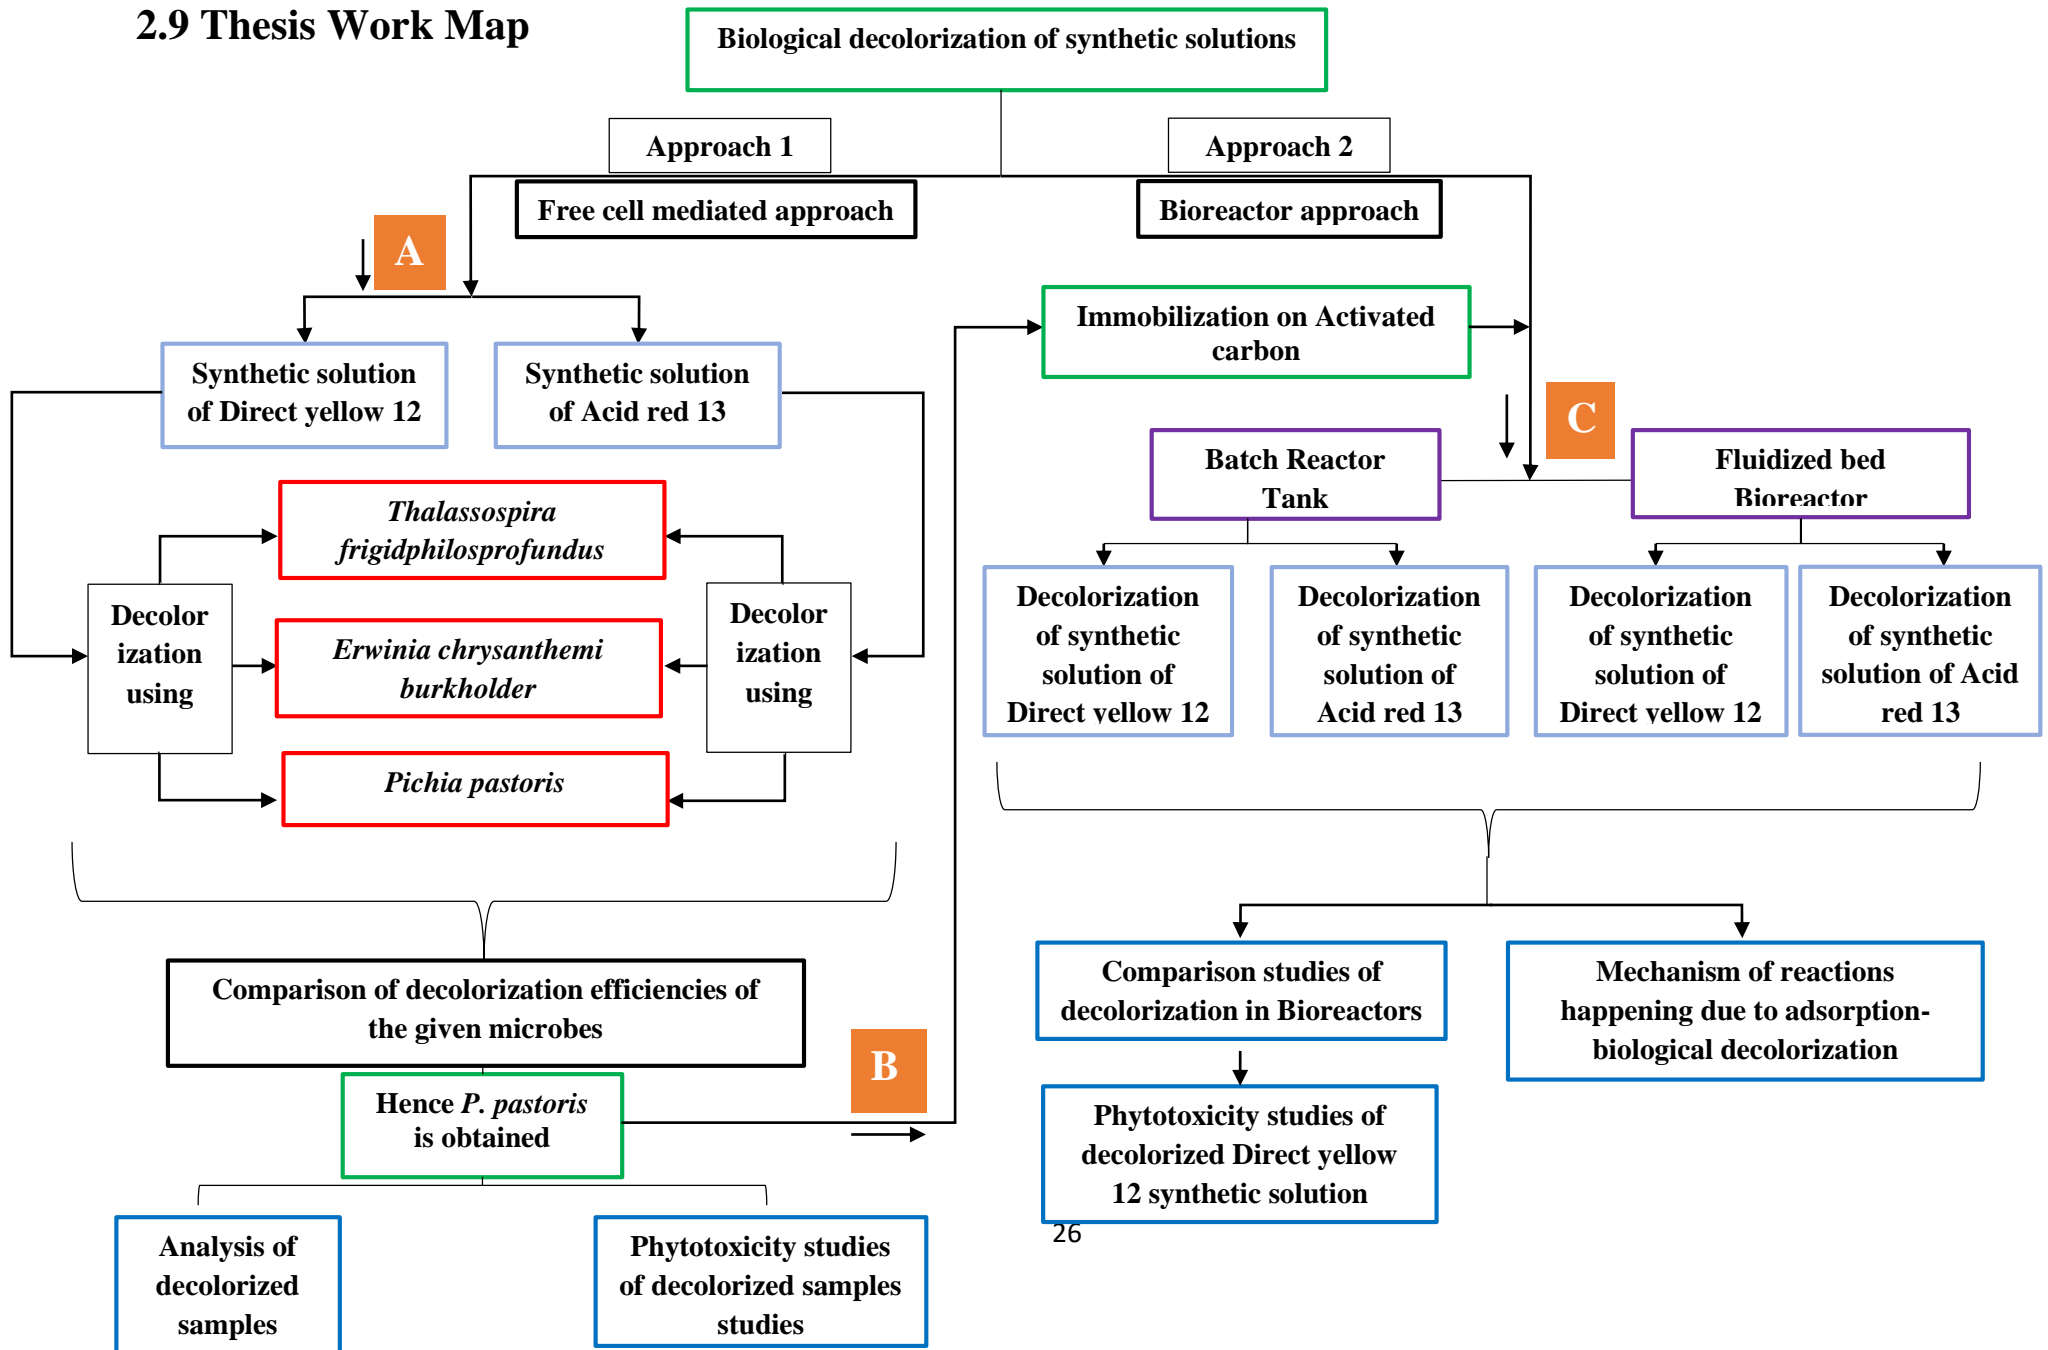 2.9 Thesis Work Map
Biological decolorization of synthetic solutions
Approach 1
Approach 2
Free cell mediated approach
Bioreactor approach
A
Synthetic solution
of Direct yellow 12
Synthetic solution
of Acid red 13
Thalassospira
frigidphilosprofundus
Decolor
ization
using
Erwinia chrysanthemi
burkholder
Decolor
ization
using
Pichia pastoris
Comparison of decolorization efficiencies of
the given microbes
Hence P. pastoris
is obtained
B
Analysis of
decolorized
samples
Phytotoxicity studies
of decolorized samples
studies
Immobilization on Activated
carbon
C
Batch Reactor
Tank
Fluidized bed
Bioreactor
Decolorization
of synthetic
solution of
Direct yellow 12
Decolorization
of synthetic
solution of
Acid red 13
Decolorization
of synthetic
solution of
Direct yellow 12
Decolorization
of synthetic
solution of Acid
red 13
Comparison studies of
decolorization in Bioreactors
Mechanism of reactions
happening due to adsorption-
biological decolorization
Phytotoxicity studies of
decolorized Direct yellow
12 synthetic solution
26